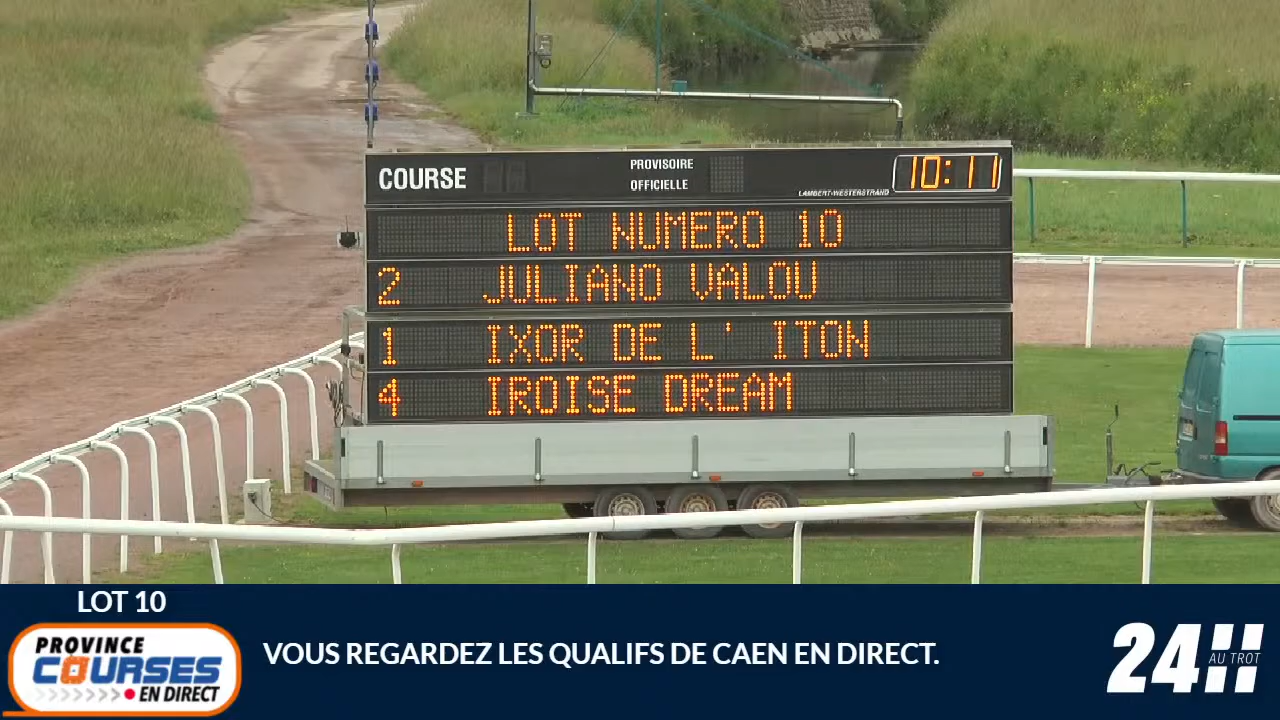 COURSE
PROVISOIRE
OFFICIELLE
LAMBERT-WESTERSTRAND
10:11
LOT NUMERO 10
2 JULIANO VALOU
1 IXOR DE L' ITON
4 IROISE DREAM
LOT 10
PROVINCE
COURSES
EN DIRECT
VOUS REGARDEZ LES QUALIFS DE CAEN EN DIRECT.
24H
AU TROT